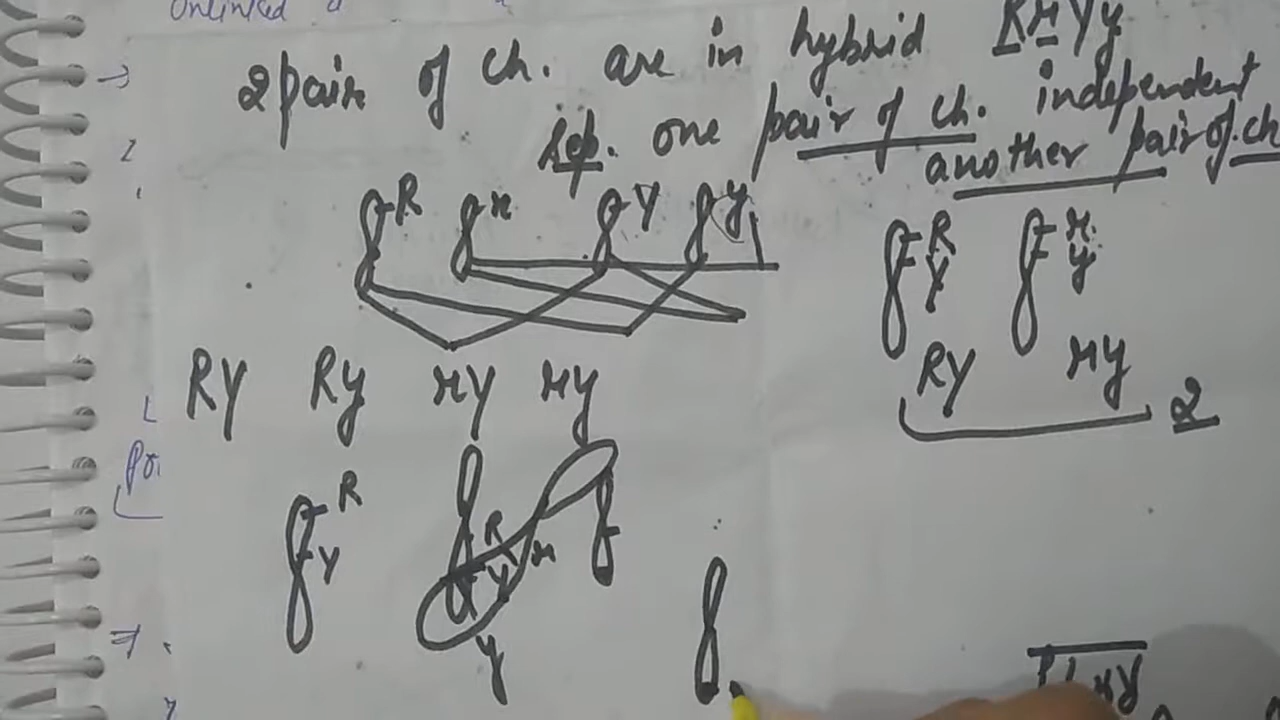 Unlinked
→ 2 pair of ch. are in hybrid RrYy
sep. one pair of ch. independent
another pair of ch
R r Y y
R r
Y y
RY ry 2
RY Ry rY ry
R
Y
R
Y r
y